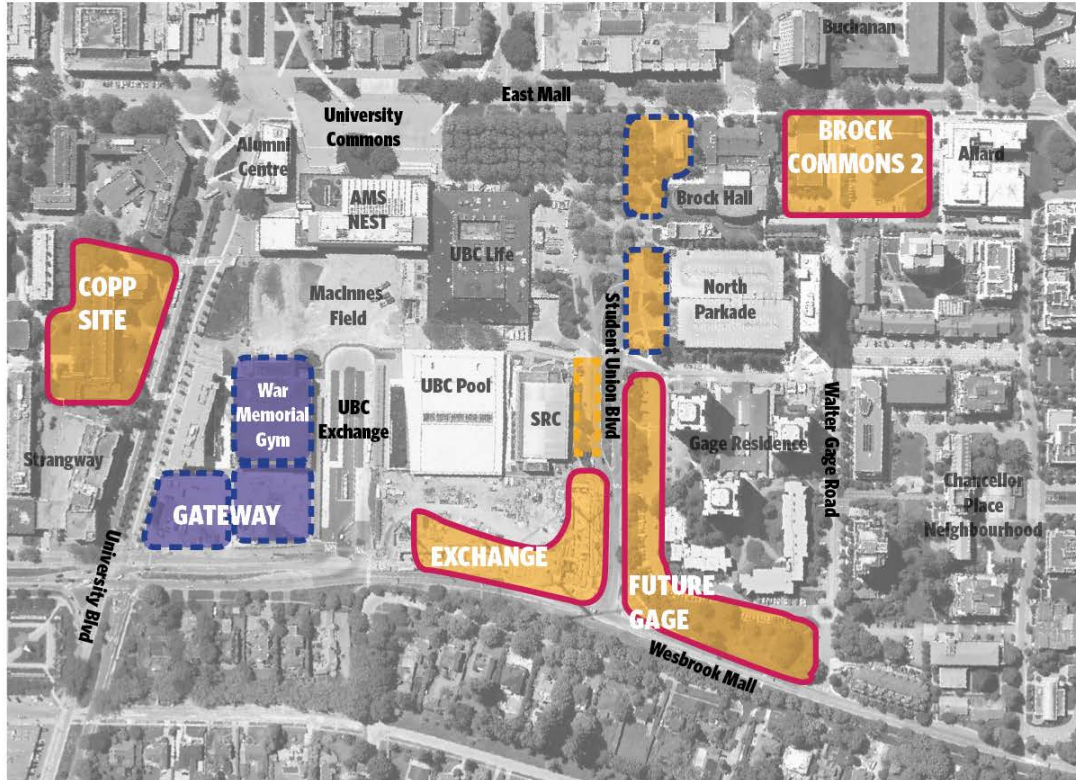 Buchanan
East Mall
University
Commons
Alumni
Centre
BROCK
COMMONS 2
Allard
AMS
NEST
Brock Hall
UBC Life
COPP
SITE
MacInnes
Field
North
Parkade
Student Union Blvd
War
Memorial
Gym
UBC
Exchange
UBC Pool
SRC
Gage Residence
Walter Gage Road
Strangway
Chancellor
Place
Neighbourhood
GATEWAY
University Blvd
EXCHANGE
FUTURE
GAGE
Wesbrook Mall